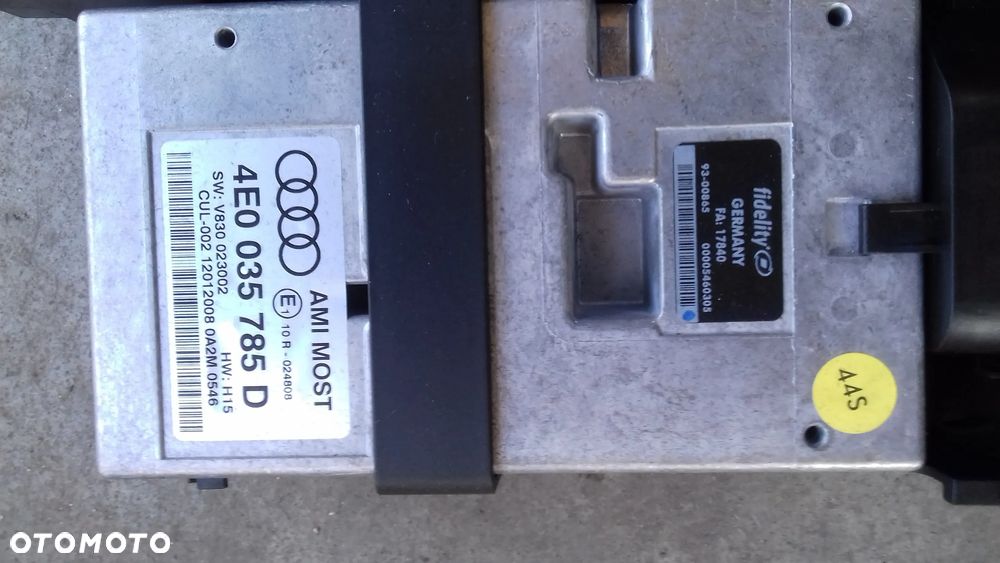 AMI MOST
E1 10 R - 024808
4E0 035 785 D
SW: V830 023002 HW: H15
CUL-002 12012008 0A2M 0546
fidelity
GERMANY
FA: 17840
93-00865 00005460305
44S
OTOMOTO